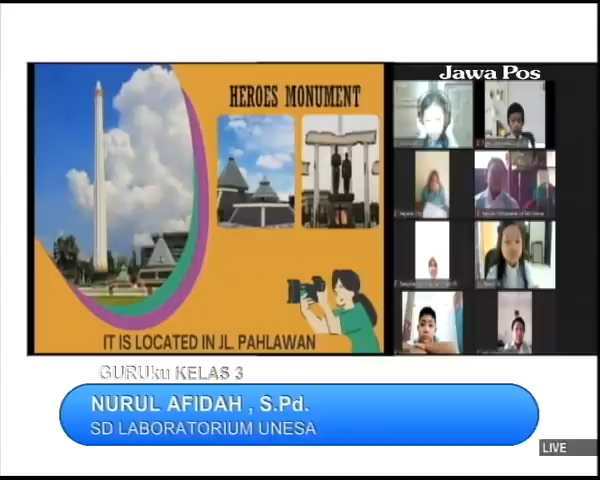 Jawa Pos
HEROES MONUMENT
IT IS LOCATED IN JL. PAHLAWAN
GURUku KELAS 3
NURUL AFIDAH , S.Pd.
SD LABORATORIUM UNESA
LIVE